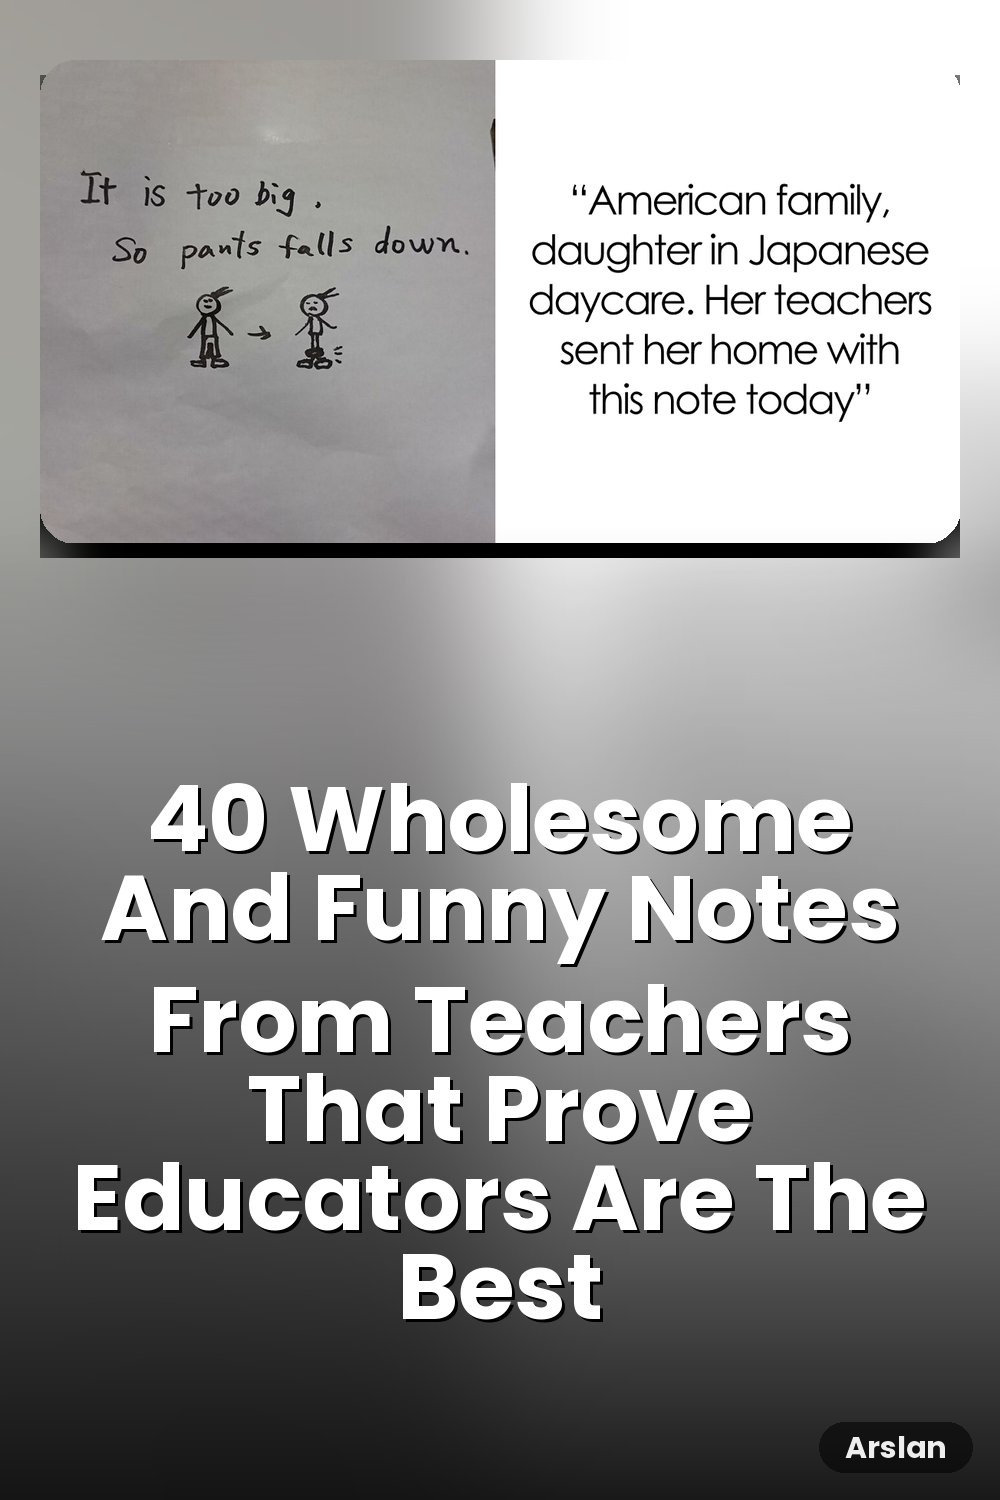 It is too big.
So pants falls down.
“American family,
daughter in Japanese
daycare. Her teachers
sent her home with
this note today”
40 Wholesome
And Funny Notes
From Teachers
That Prove
Educators Are The
Best
Arslan